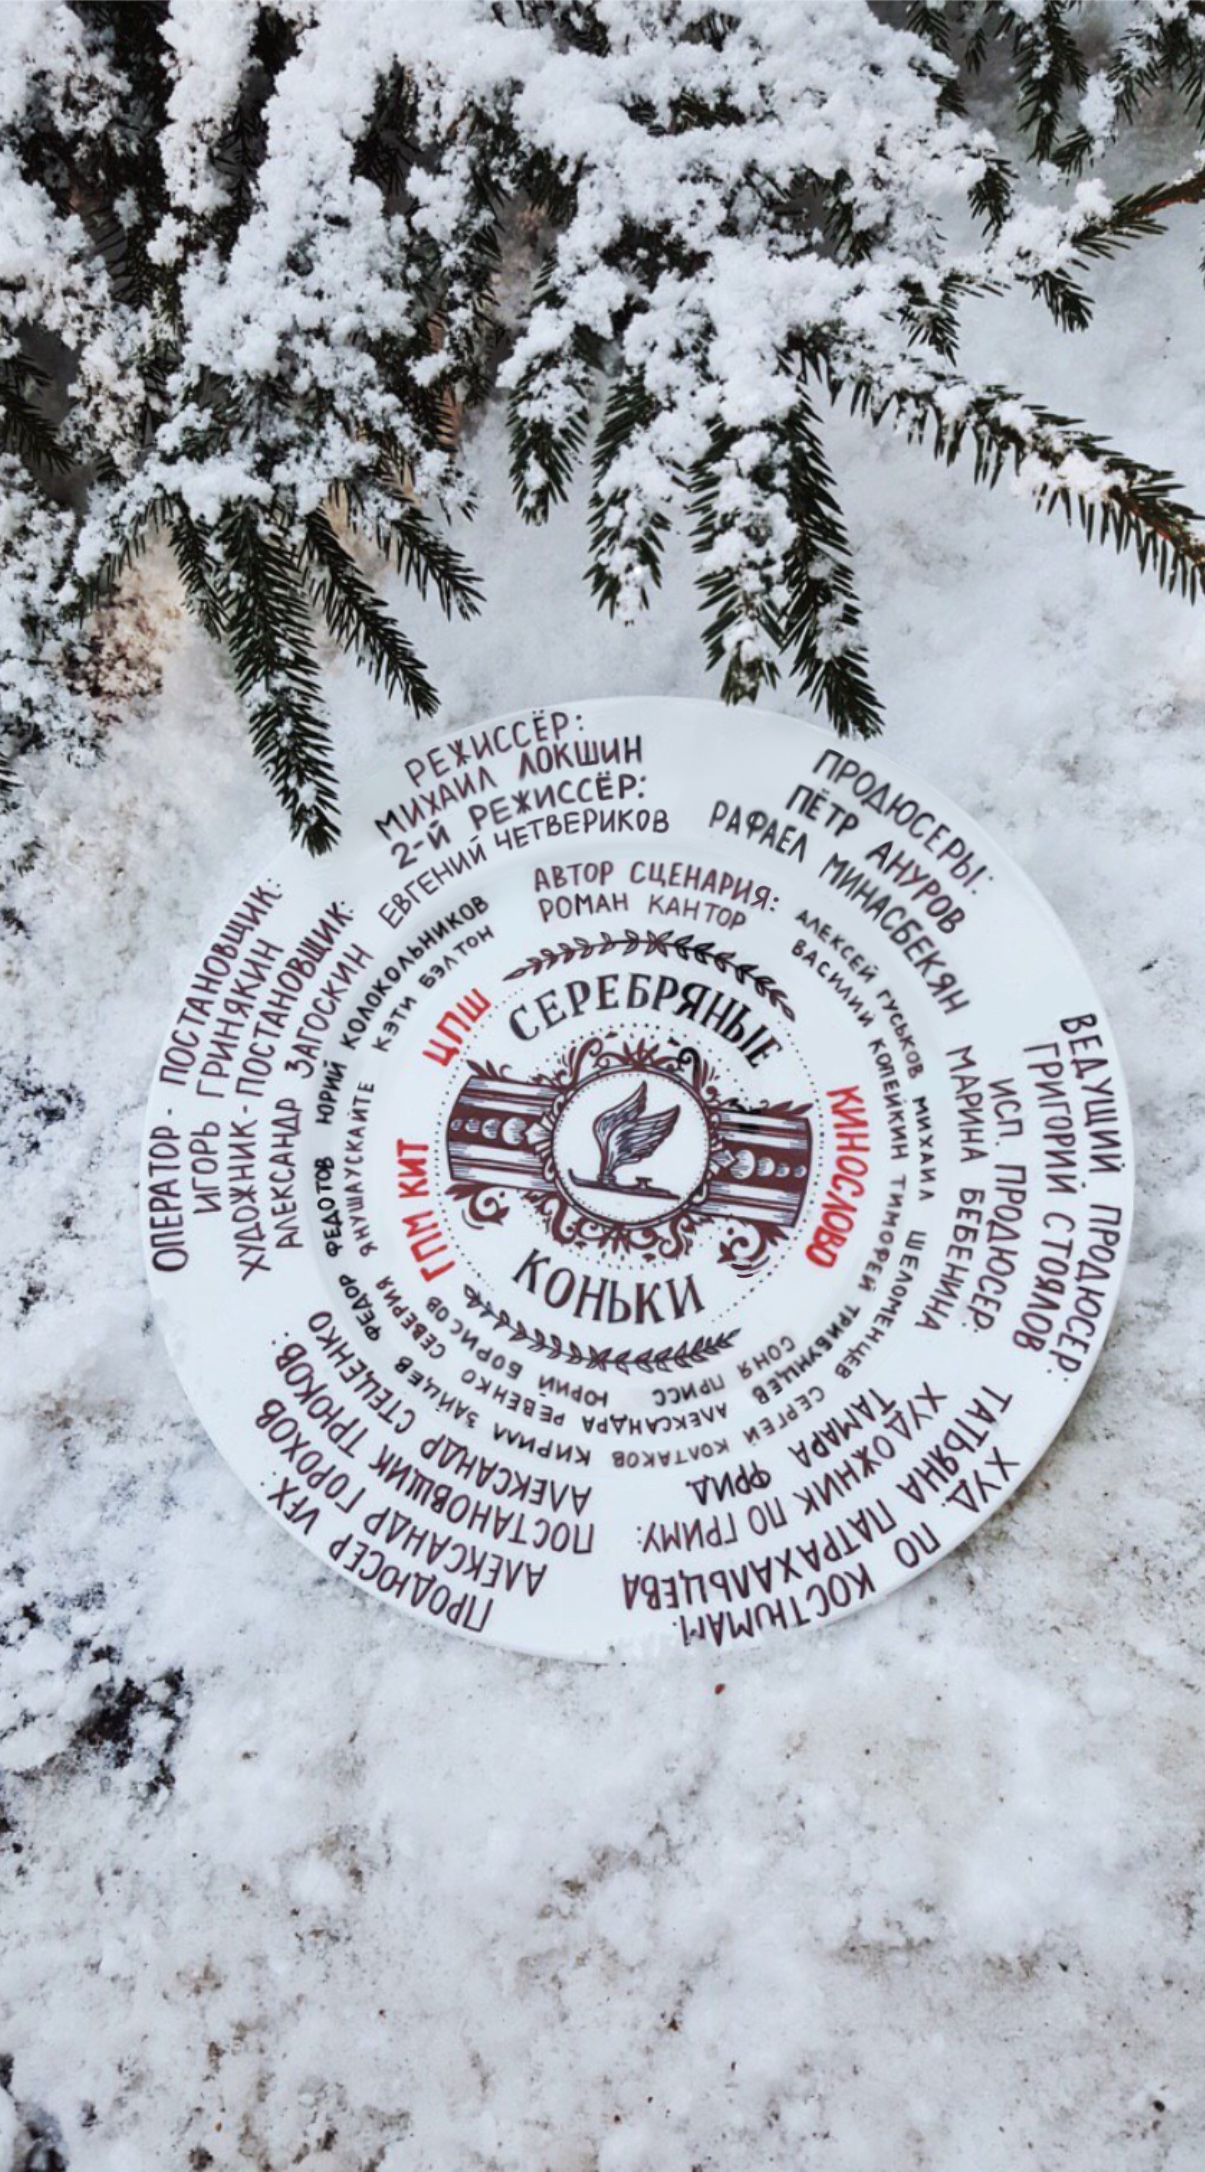 РЕЖИССЁР:
МИХАИЛ ЛОКШИН
2-Й РЕЖИССЁР:
ЕВГЕНИЙ ЧЕТВЕРИКОВ
ПРОДЮСЕРЫ:
ПЁТР АНУРОВ
РАФАЕЛ МИНАСБЕКЯН
ВЕДУЩИЙ ПРОДЮСЕР:
ГРИГОРИЙ СТОЯЛОВ
ИСП. ПРОДЮСЕР:
МАРИНА БЕБЕНИНА
ХУД. ПО КОСТЮМАМ:
ТАТЬЯНА ПАТРАХАЛЬЦЕВА
ХУДОЖНИК ПО ГРИМУ:
ТАМАРА ФРИД
ПРОДЮСЕР VFX:
АЛЕКСАНДР ГОРОХОВ
ПОСТАНОВЩИК ТРЮКОВ:
АЛЕКСАНДР СТЕЦЕНКО
ОПЕРАТОР - ПОСТАНОВЩИК:
ИГОРЬ ГРИНЯКИН
ХУДОЖНИК - ПОСТАНОВЩИК:
АЛЕКСАНДР ЗАГОСКИН
АВТОР СЦЕНАРИЯ:
РОМАН КАНТОР
ФЕДОР ФЕДОТОВ ЮРИЙ КОЛОКОЛЬНИКОВ
СЕВЕРИЯ ЯНУШАУСКАЙТЕ КЭТИ БЭЛТОН
АЛЕКСЕЙ ГУСЬКОВ МИХАИЛ ШЕЛОМЕНЦЕВ СЕРГЕЙ КОЛТАКОВ КИРИЛЛ ЗАЙЦЕВ
ВАСИЛИЙ КОПЕЙКИН ТИМОФЕЙ ТРИБУНЦЕВ АЛЕКСАНДРА РЕВЕНКО
СОНЯ ПРИСС ЮРИЙ БОРИСОВ
ЦПШ
КИНОСЛОВО
ГПМ КИТ
СЕРЕБРЯНЫЕ
КОНЬКИ